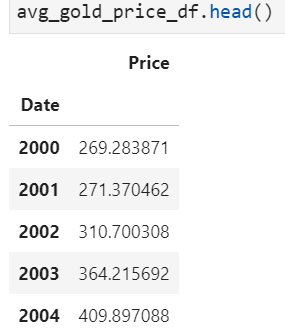 avg_gold_price_df.head()
Price
Date
2000 269.283871
2001 271.370462
2002 310.700308
2003 364.215692
2004 409.897088